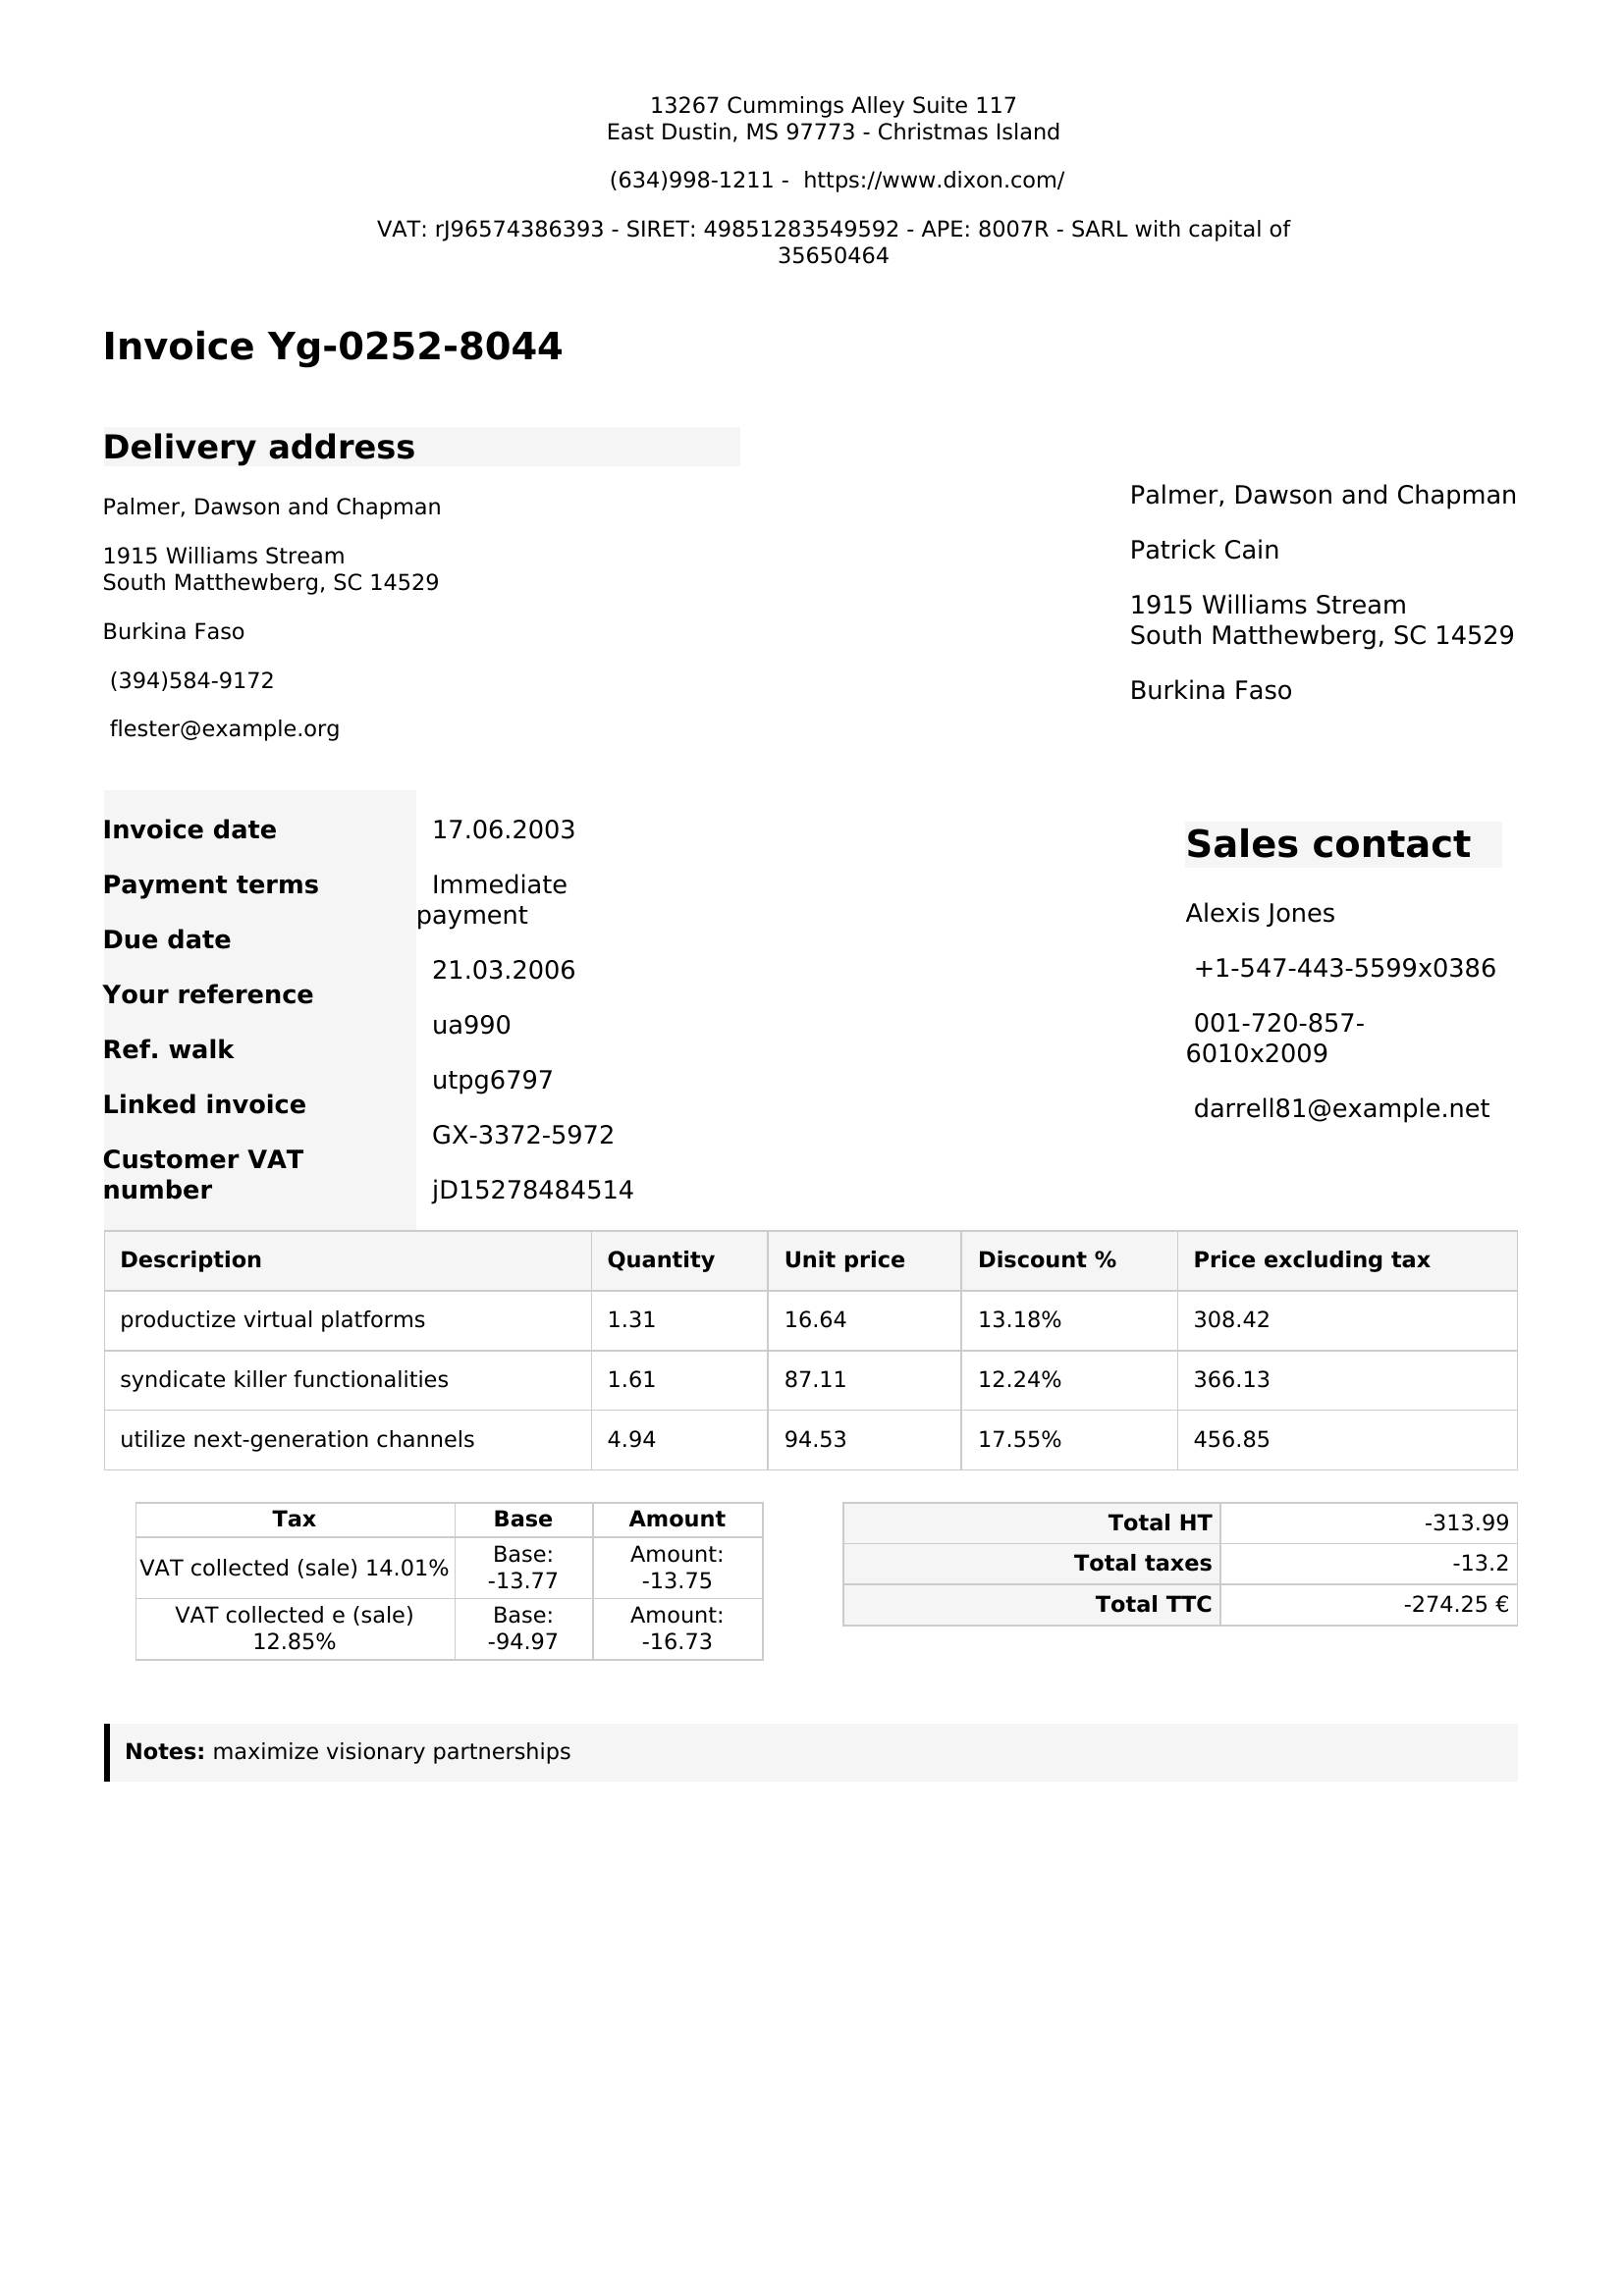 13267 Cummings Alley Suite 117
East Dustin, MS 97773 - Christmas Island
(634)998-1211 -  https://www.dixon.com/
VAT: rJ96574386393 - SIRET: 49851283549592 - APE: 8007R - SARL with capital of
35650464
Invoice Yg-0252-8044
Delivery address
Palmer, Dawson and Chapman
1915 Williams Stream
South Matthewberg, SC 14529
Burkina Faso
(394)584-9172
flester@example.org
Palmer, Dawson and Chapman
Patrick Cain
1915 Williams Stream
South Matthewberg, SC 14529
Burkina Faso
Invoice date
Payment terms
Due date
Your reference
Ref. walk
Linked invoice
Customer VAT
number
17.06.2003
Immediate
payment
21.03.2006
ua990
utpg6797
GX-3372-5972
jD15278484514
Sales contact
Alexis Jones
+1-547-443-5599x0386
001-720-857-
6010x2009
darrell81@example.net
Description Quantity Unit price Discount % Price excluding tax
productize virtual platforms 1.31 16.64 13.18% 308.42
syndicate killer functionalities 1.61 87.11 12.24% 366.13
utilize next-generation channels 4.94 94.53 17.55% 456.85
Tax Base Amount
VAT collected (sale) 14.01% Base: -13.77 Amount: -13.75
VAT collected e (sale) 12.85% Base: -94.97 Amount: -16.73
Total HT -313.99
Total taxes -13.2
Total TTC -274.25 €
Notes: maximize visionary partnerships